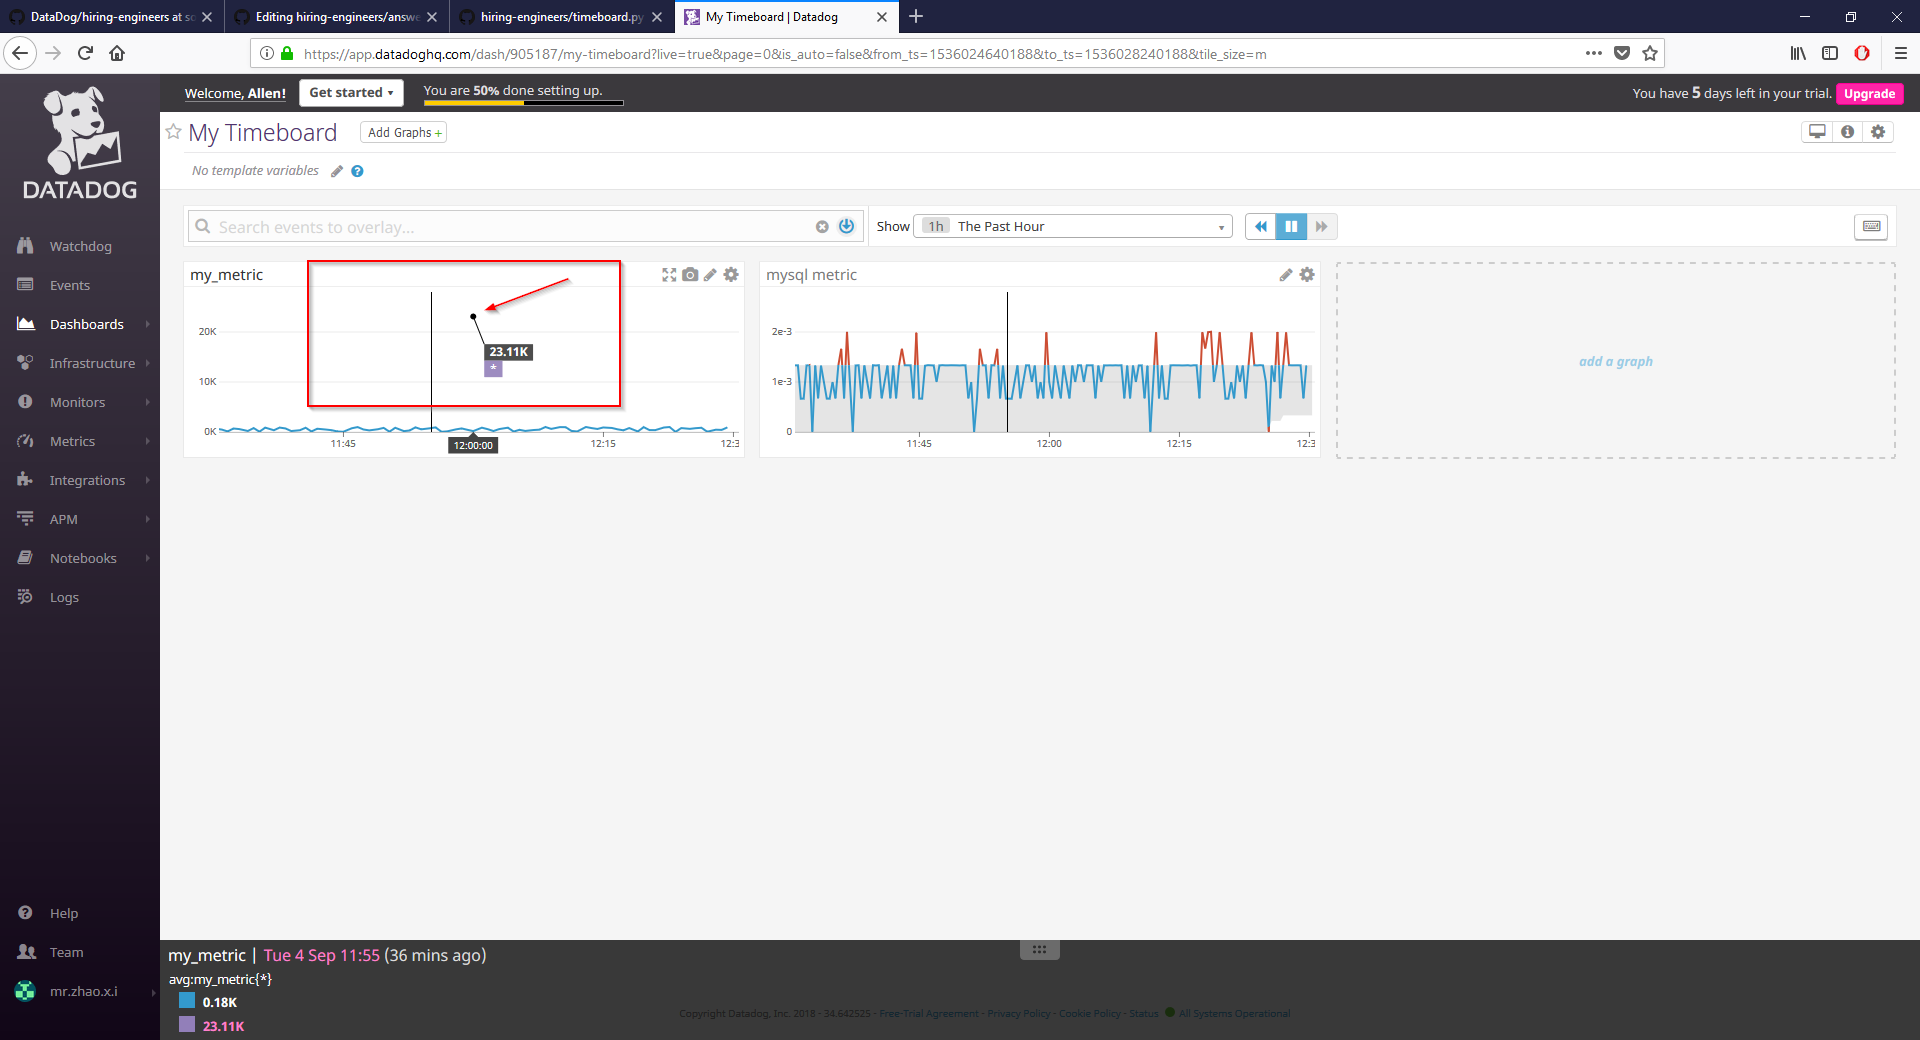 DataDog/hiring-engineers at so
Editing hiring-engineers/answe
hiring-engineers/timeboard.py
My Timeboard | Datadog
https://app.datadoghq.com/dash/905187/my-timeboard?live=true&page=0&is_auto=false&from_ts=1536024640188&to_ts=1536028240188&tile_size=m
DATADOG
Welcome, Allen!
Get started
You are 50% done setting up.
You have 5 days left in your trial.
Upgrade
My Timeboard
Add Graphs +
No template variables
Search events to overlay...
Show
1h The Past Hour
Watchdog
Events
Dashboards
Infrastructure
Monitors
Metrics
Integrations
APM
Notebooks
Logs
Help
Team
mr.zhao.x.i
my_metric
20K
10K
0K
23.11K
*
11:45
12:00:00
12:15
12:3
mysql metric
2e-3
1e-3
0
11:45
12:00
12:15
12:3
add a graph
my_metric | Tue 4 Sep 11:55 (36 mins ago)
avg:my_metric{*}
0.18K
23.11K
Copyright Datadog, Inc. 2018 - 34.642525 - Free-Trial Agreement - Privacy Policy - Cookie Policy - Status All Systems Operational